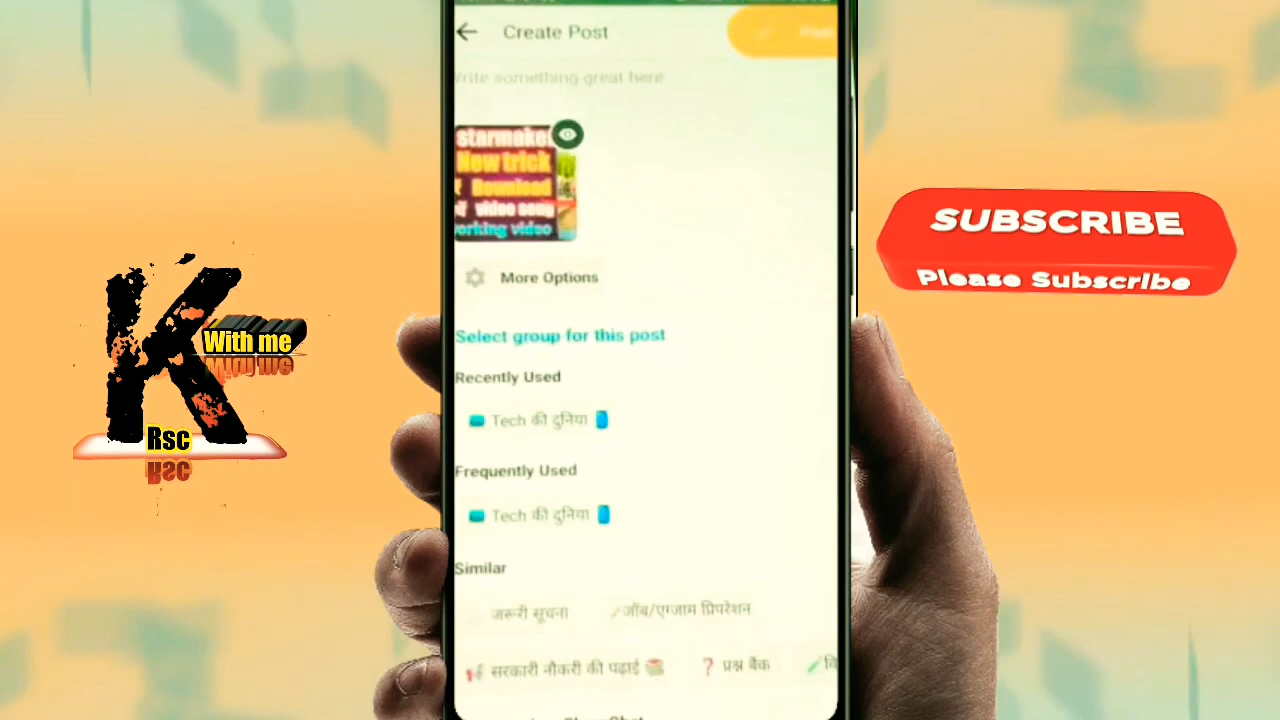 Create Post
Post
Write something great here
starmaker
New trick
Download
video song
working video
More Options
Select group for this post
Recently Used
Tech की दुनिया
Frequently Used
Tech की दुनिया
Similar
जरूरी सूचना
जॉब/एग्जाम प्रिपरेशन
सरकारी नौकरी की पढ़ाई
प्रश्न बैंक
With me
Rsc
SUBSCRIBE
Please Subscribe